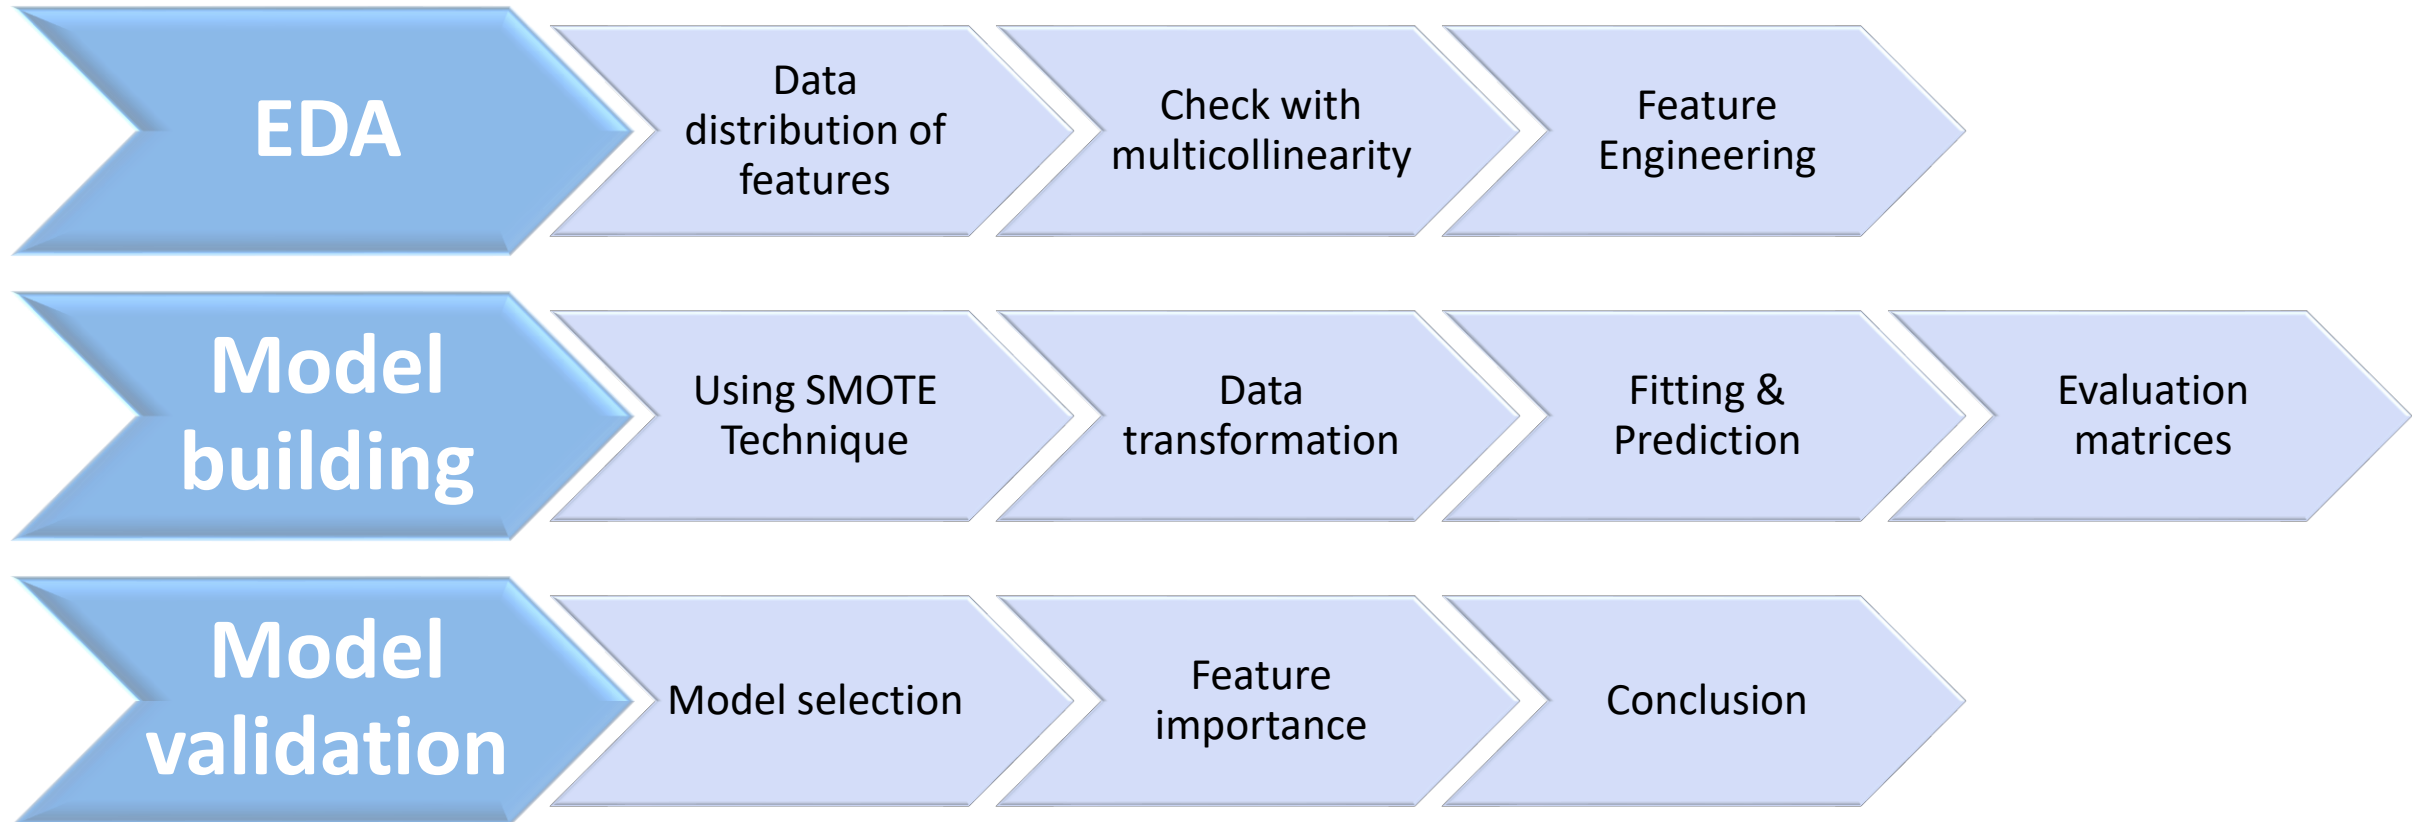 EDA
Data
distribution of
features
Check with
multicollinearity
Feature
Engineering
Model
building
Using SMOTE
Technique
Data
transformation
Fitting &
Prediction
Evaluation
matrices
Model
validation
Model selection
Feature
importance
Conclusion